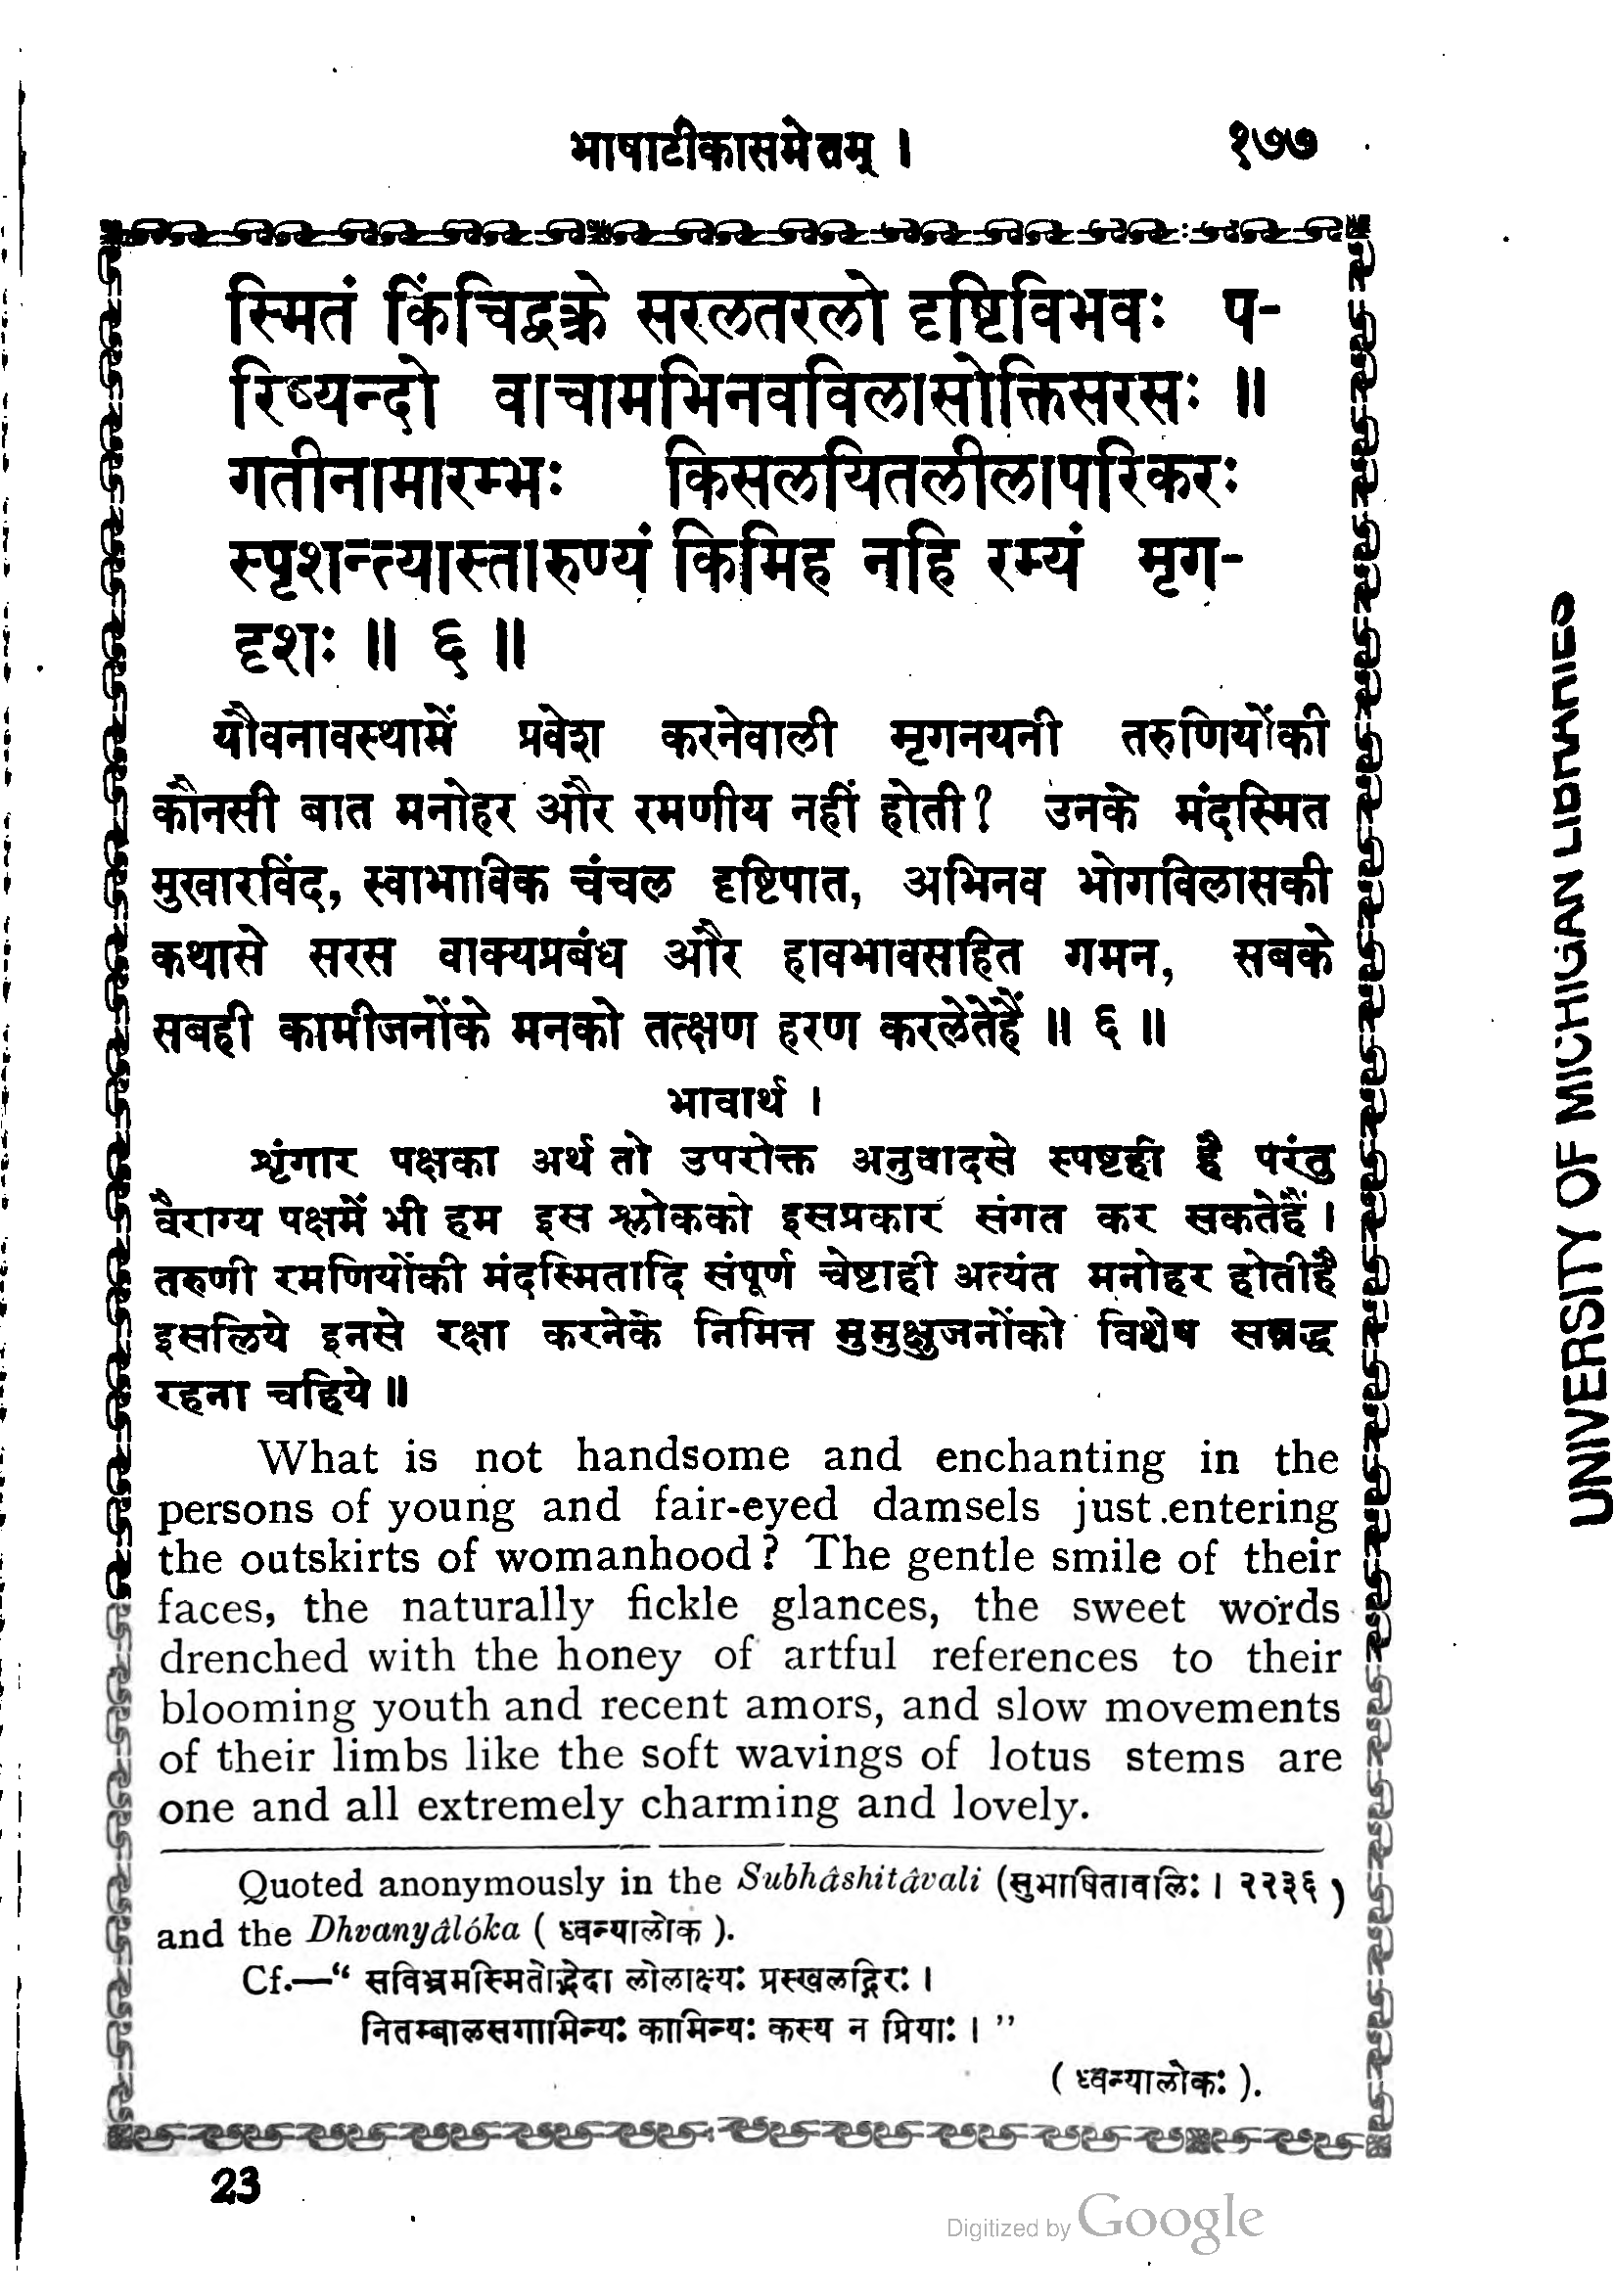 भाषाटीकासमेतम् । १७७
स्मितं किंचिद्वक्रे सरलतरलो दृष्टिविभवः प-
रिष्यन्दो वाचामभिनवविलासोक्तिसरसः ॥
गतीनामारम्भः किसलयितलीलापरिकरः
स्पृशन्त्यास्तारुण्यं किमिह नहि रम्यं मृग-
दृशः ॥ ६ ॥
यौवनावस्थामें प्रवेश करनेवाली मृगनयनी तरुणियोंकी
कौनसी बात मनोहर और रमणीय नहीं होती? उनके मंदस्मित
मुखारविंद, स्वाभाविक चंचल दृष्टिपात, अभिनव भोगविलासकी
कथासे सरस वाक्यप्रबंध और हावभावसहित गमन, सबके
सबही कामीजनोंके मनको तत्क्षण हरण करलेतेहैं ॥ ६ ॥
भावार्थ ।
शृंगार पक्षका अर्थ तो उपरोक्त अनुवादसे स्पष्टही है परंतु
वैराग्य पक्षमें भी हम इस श्लोकको इसप्रकार संगत कर सकतेहैं ।
तरुणी रमणियोंकी मंदस्मितादि संपूर्ण चेष्टाही अत्यंत मनोहर होतीहै
इसलिये इनसे रक्षा करनेके निमित्त मुमुक्षुजनोंको विशेष सन्नद्ध
रहना चहिये ॥
What is not handsome and enchanting in the
persons of young and fair-eyed damsels just entering
the outskirts of womanhood? The gentle smile of their
faces, the naturally fickle glances, the sweet words
drenched with the honey of artful references to their
blooming youth and recent amors, and slow movements
of their limbs like the soft wavings of lotus stems are
one and all extremely charming and lovely.
Quoted anonymously in the Subhâshitâvali (सुभाषितावलिः । २२३६)
and the Dhvanyâlóka ( ध्वन्यालोक ).
Cf.—“ सविभ्रमस्मितोद्भेदा लोलाक्ष्यः प्रस्खलद्गिरः ।
नितम्बालसगामिन्यः कामिन्यः कस्य न प्रियाः । ”
( ध्वन्यालोकः ).
23
Digitized by Google
UNIVERSITY OF MICHIGAN LIBRARIES